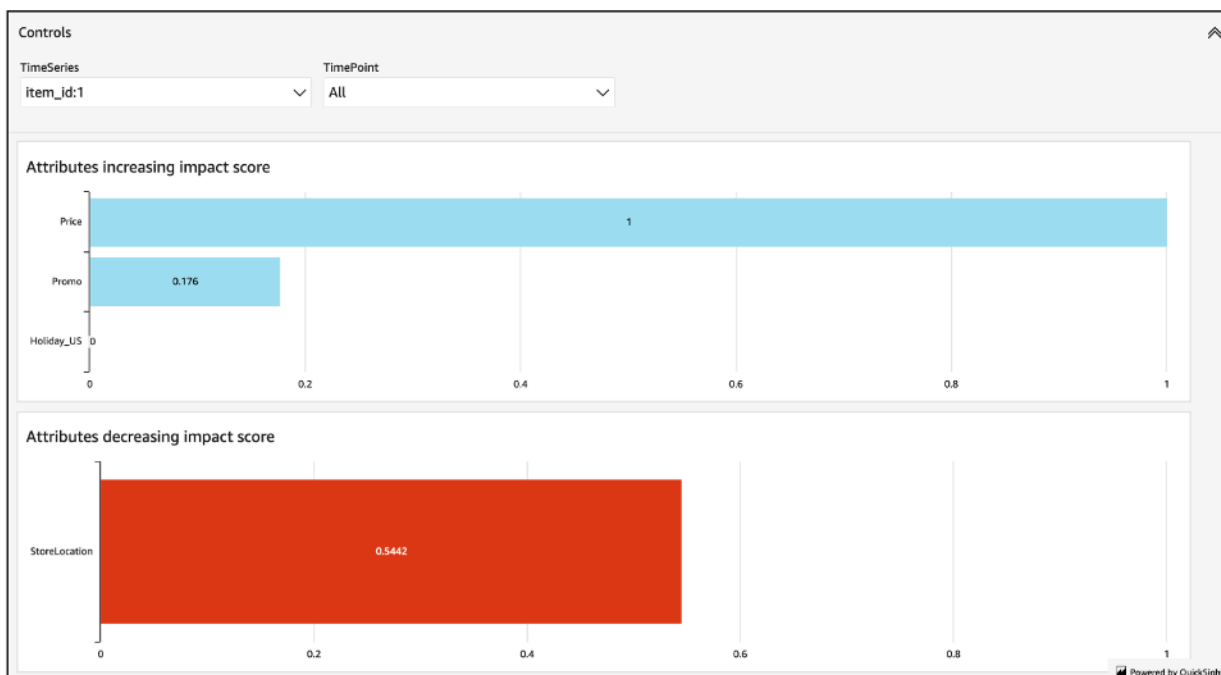 Controls
TimeSeries TimePoint
item_id:1 All
Attributes increasing impact score
Price 1
Promo 0.176
Holiday_US 0
0 0.2 0.4 0.6 0.8 1
Attributes decreasing impact score
StoreLocation 0.5442
0 0.2 0.4 0.6 0.8 1
Powered by QuickSigh